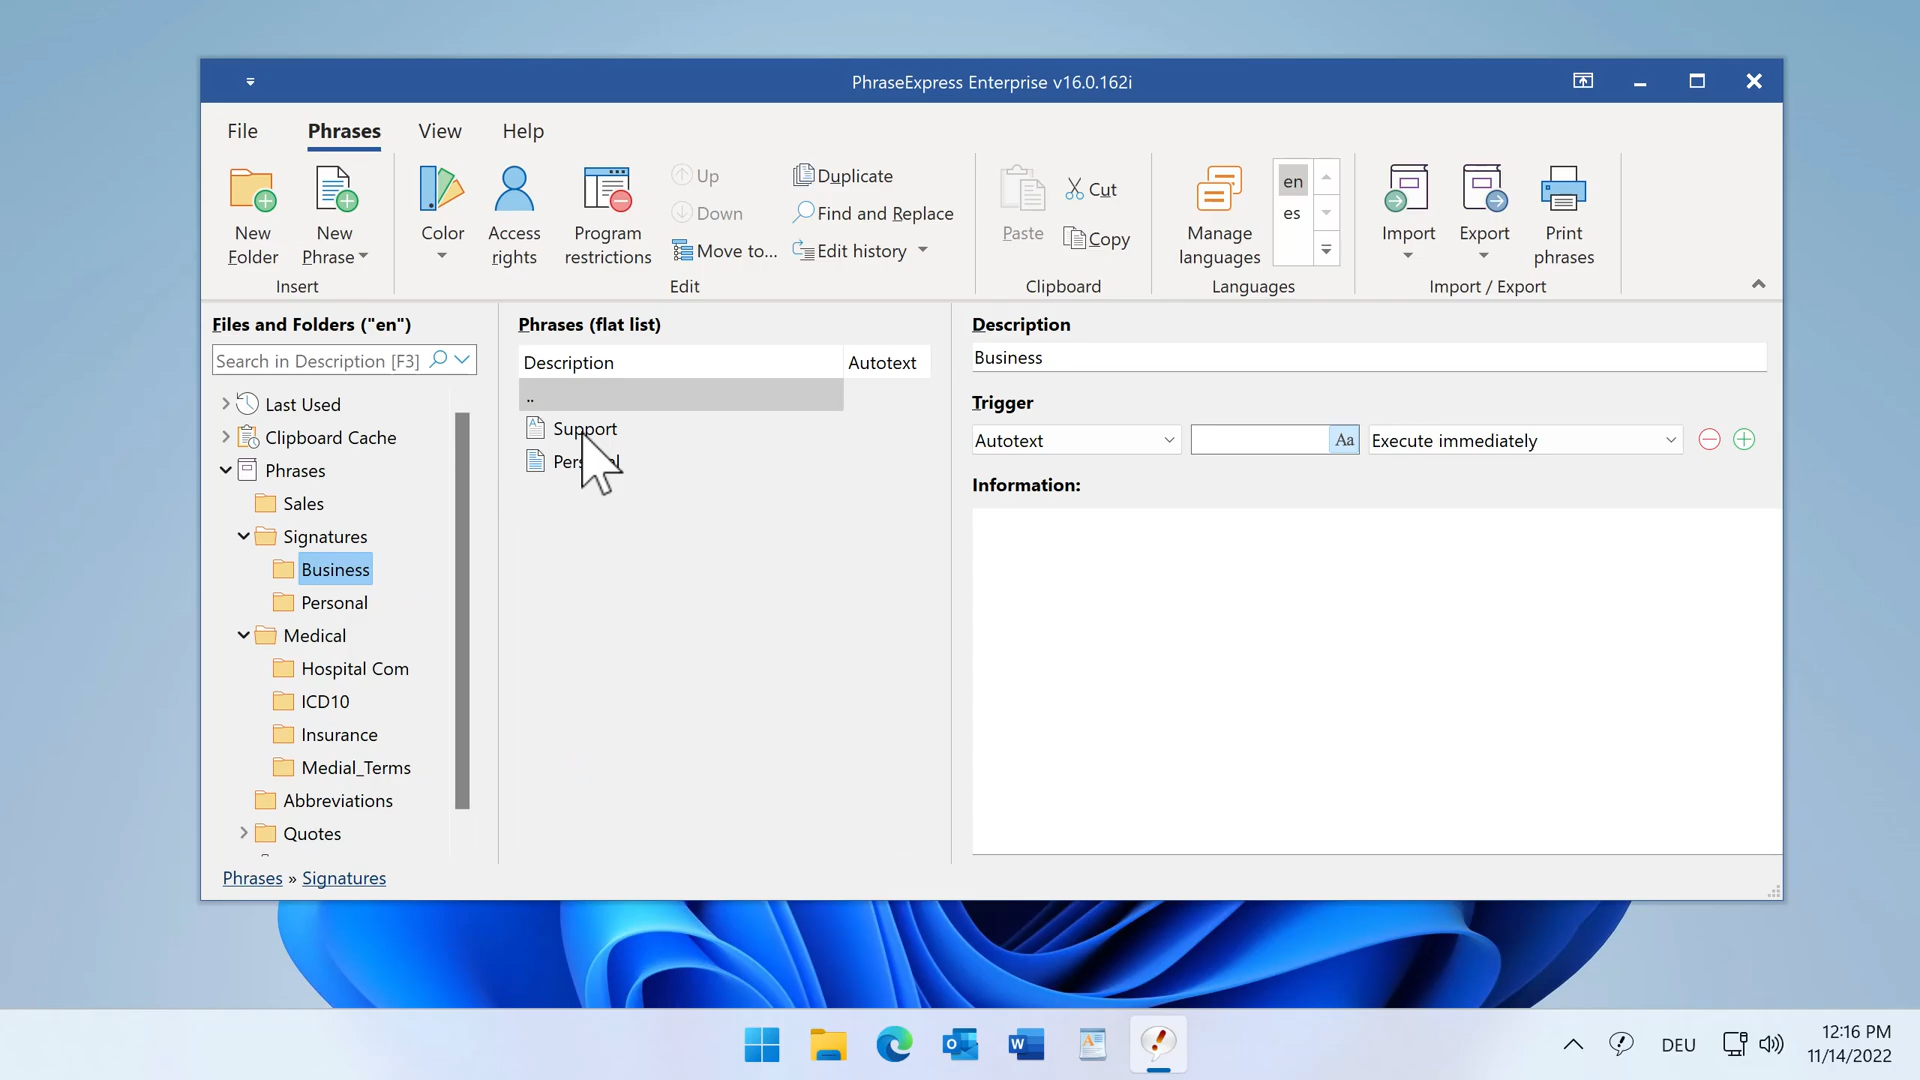 PhraseExpress Enterprise v16.0.162i
File Phrases View Help
New Folder
New Phrase
Insert
Color
Access rights
Program restrictions
Up
Down
Move to...
Duplicate
Find and Replace
Edit history
Edit
Paste
Cut
Copy
Clipboard
Manage languages
en
es
Languages
Import
Export
Print phrases
Import / Export
Files and Folders ("en")
Search in Description [F3]
Last Used
Clipboard Cache
Phrases
Sales
Signatures
Business
Personal
Medical
Hospital Com
ICD10
Insurance
Medial_Terms
Abbreviations
Quotes
Phrases » Signatures
Phrases (flat list)
Description Autotext
..
Support
Description
Business
Trigger
Autotext Aa Execute immediately
Information:
DEU
12:16 PM
11/14/2022